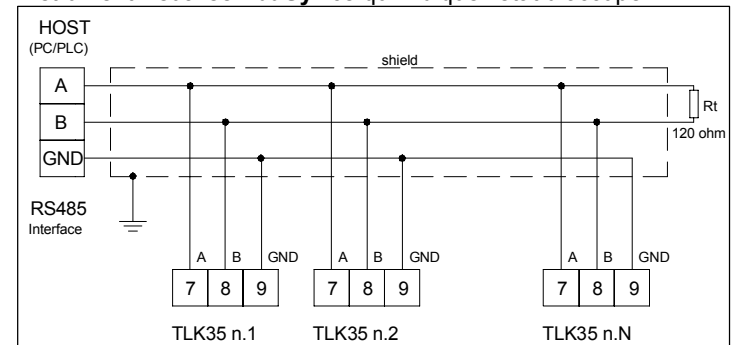 HOST
(PC/PLC)
shield
A
B
GND
Rt
120 ohm
RS485
Interface
A B GND A B GND A B GND
7 8 9 7 8 9 7 8 9
TLK35 n.1 TLK35 n.2 TLK35 n.N